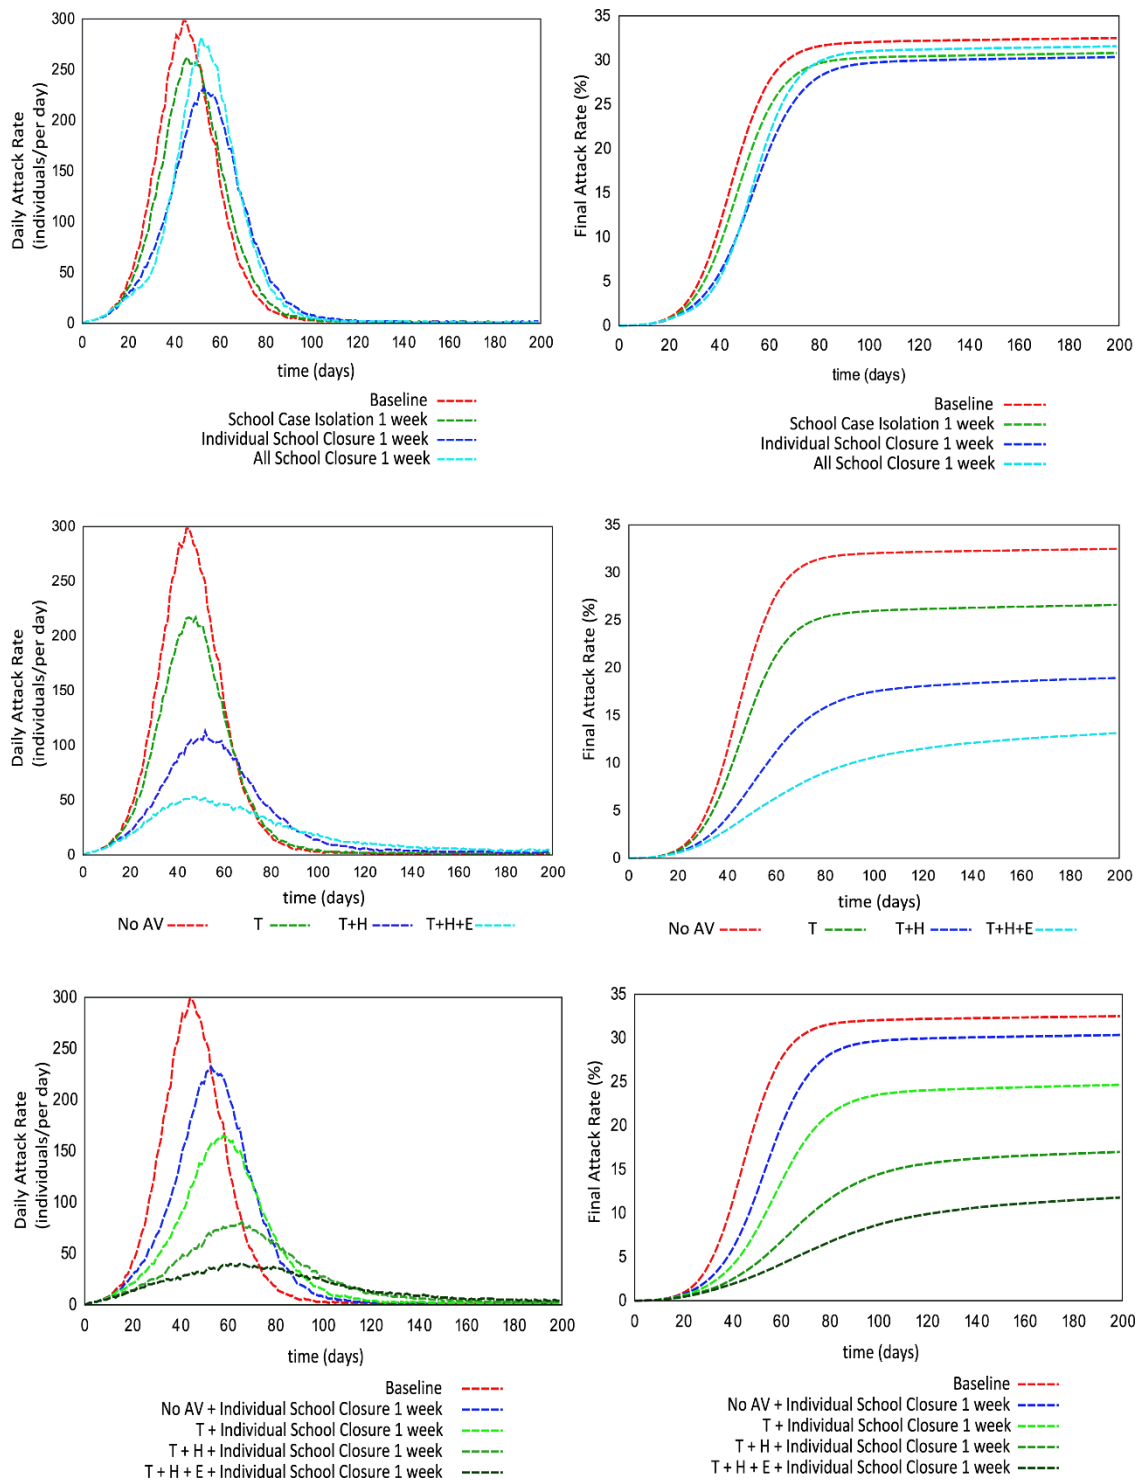 Daily Attack Rate
(individuals/per day)
300
250
200
150
100
50
0
0 20 40 60 80 100 120 140 160 180 200
time (days)
Baseline
School Case Isolation 1 week
Individual School Closure 1 week
All School Closure 1 week
Final Attack Rate (%)
35
30
25
20
15
10
5
0
0 20 40 60 80 100 120 140 160 180 200
time (days)
Baseline
School Case Isolation 1 week
Individual School Closure 1 week
All School Closure 1 week
Daily Attack Rate
(individuals/per day)
300
250
200
150
100
50
0
0 20 40 60 80 100 120 140 160 180 200
time (days)
No AV T T+H T+H+E
Final Attack Rate (%)
35
30
25
20
15
10
5
0
0 20 40 60 80 100 120 140 160 180 200
time (days)
No AV T T+H T+H+E
Daily Attack Rate
(individuals/per day)
300
250
200
150
100
50
0
0 20 40 60 80 100 120 140 160 180 200
time (days)
Baseline
No AV + Individual School Closure 1 week
T + Individual School Closure 1 week
T + H + Individual School Closure 1 week
T + H + E + Individual School Closure 1 week
Final Attack Rate (%)
35
30
25
20
15
10
5
0
0 20 40 60 80 100 120 140 160 180 200
time (days)
Baseline
No AV + Individual School Closure 1 week
T + Individual School Closure 1 week
T + H + Individual School Closure 1 week
T + H + E + Individual School Closure 1 week